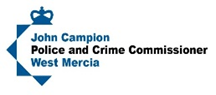 John Campion
Police and Crime Commissioner
West Mercia